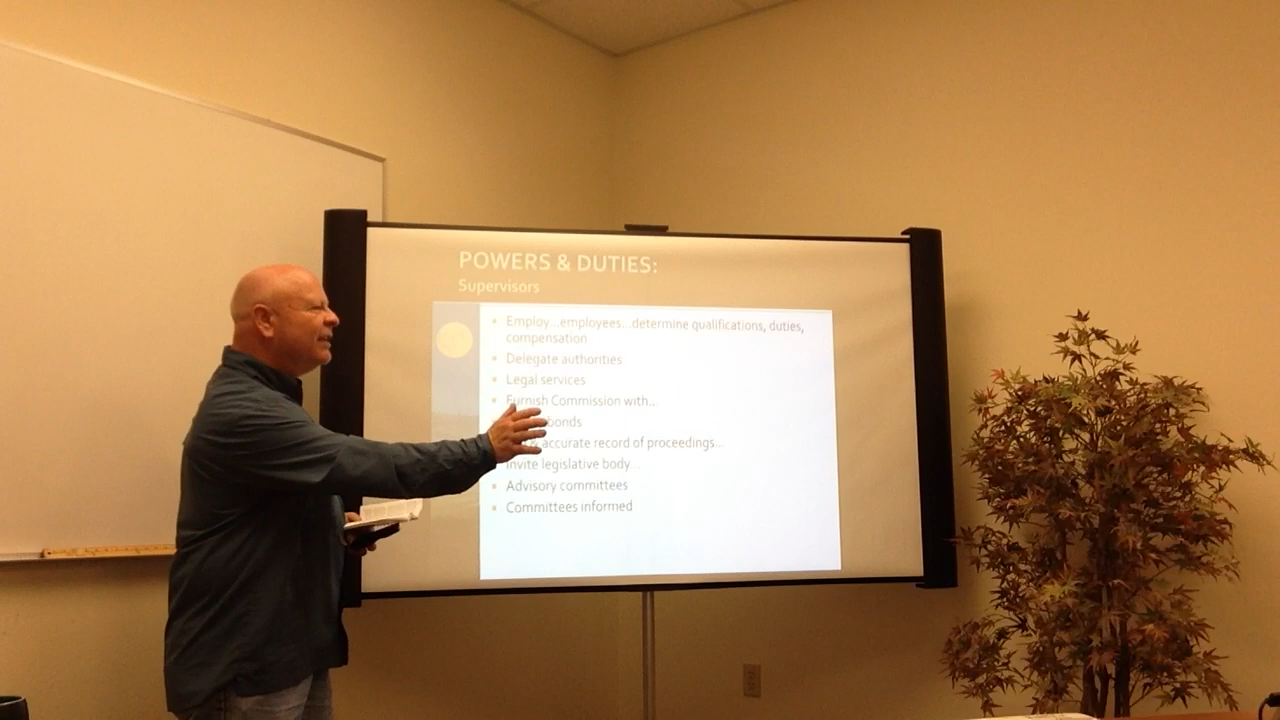 POWERS & DUTIES:
Supervisors
Employ...employees...determine qualifications, duties,
compensation
Delegate authorities
Legal services
Furnish Commission with...
bonds
& accurate record of proceedings...
Invite legislative body...
Advisory committees
Committees informed